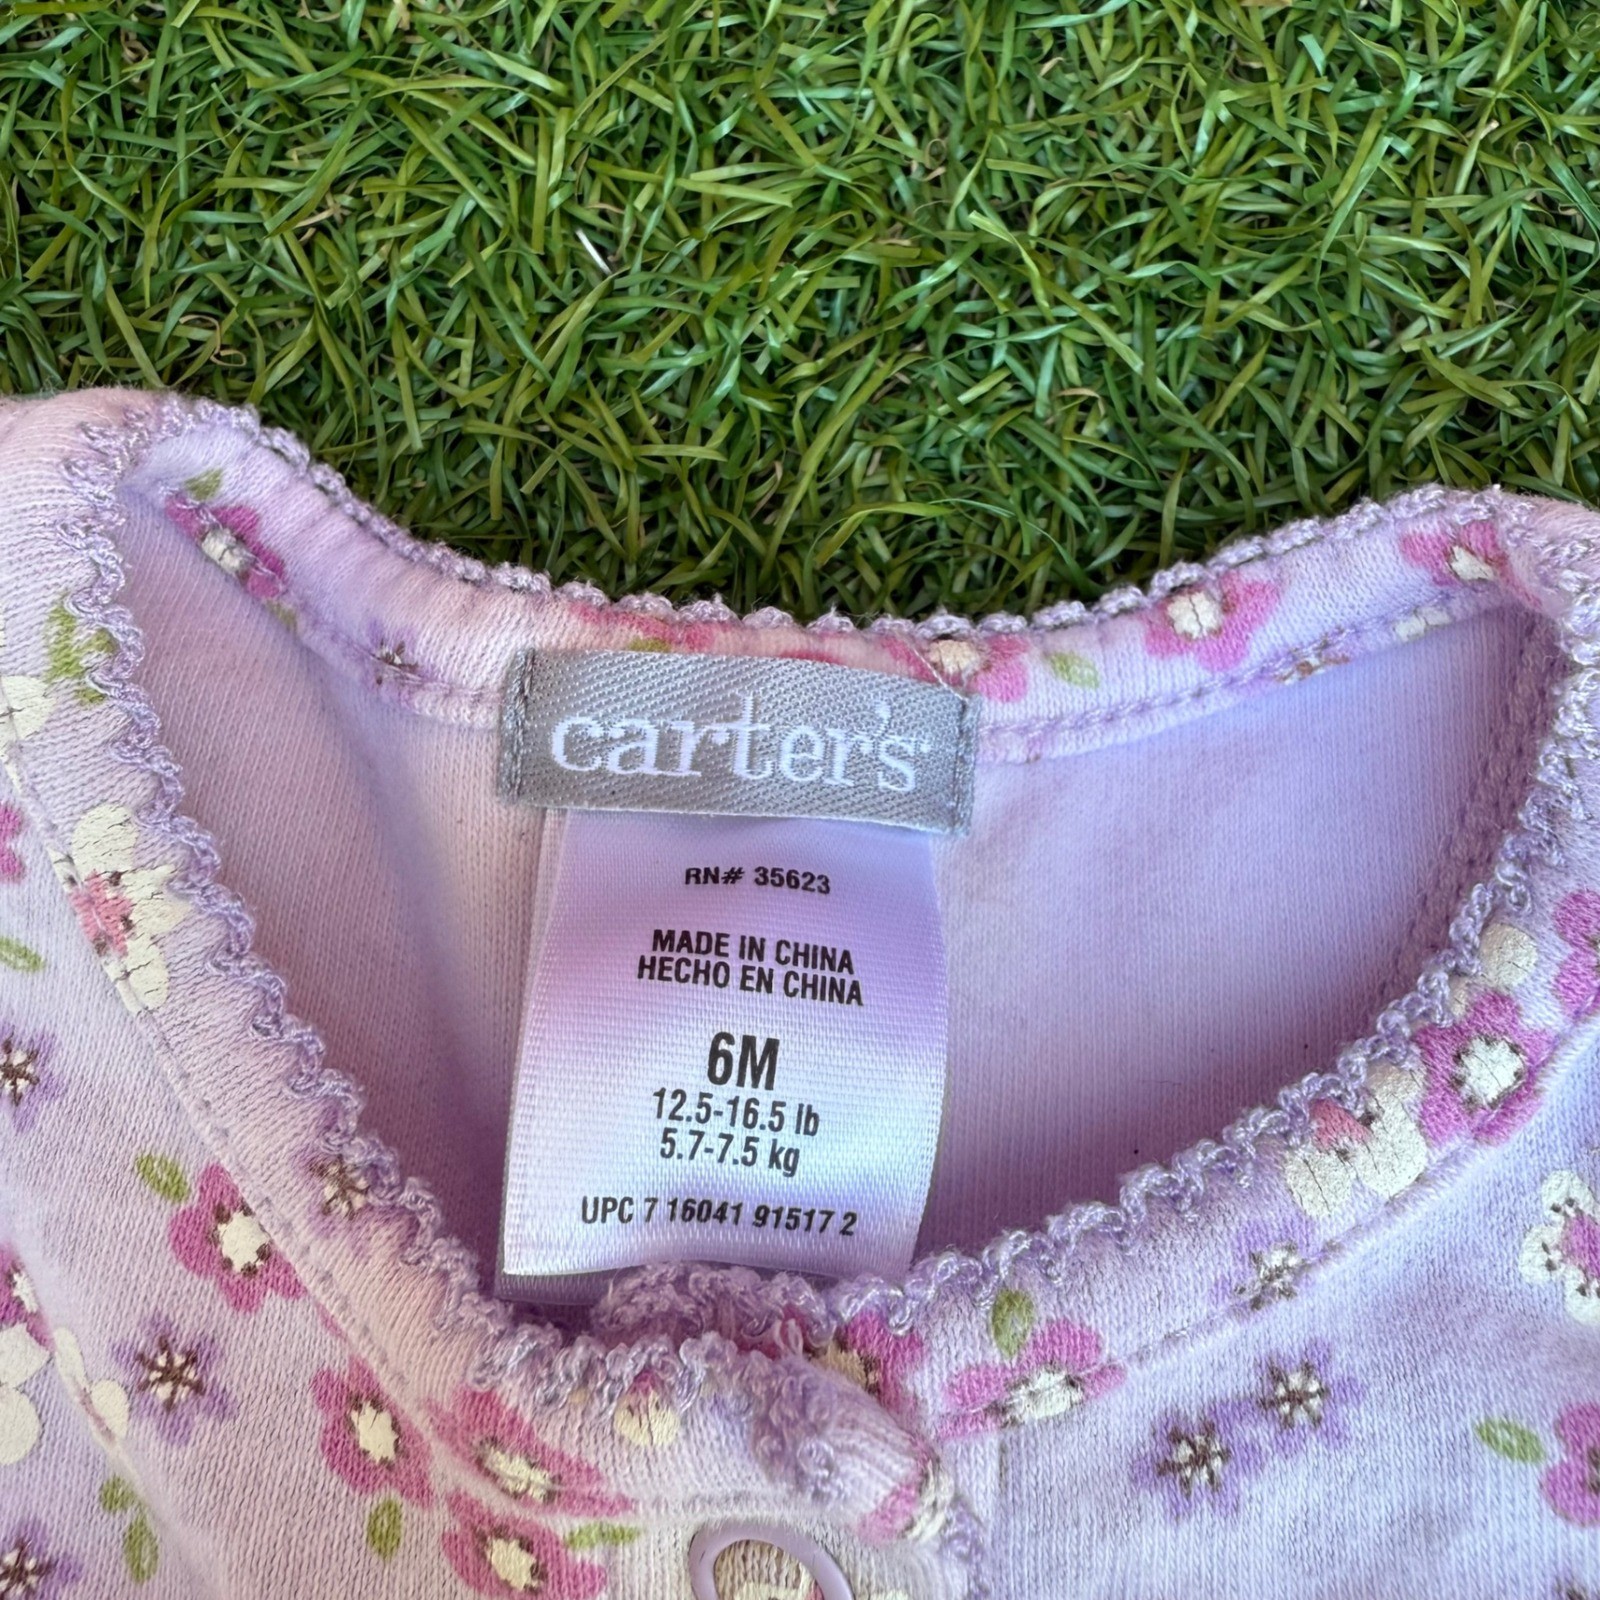 carter's
RN# 35623
MADE IN CHINA
HECHO EN CHINA
6M
12.5-16.5 lb
5.7-7.5 kg
UPC 7 16041 91517 2